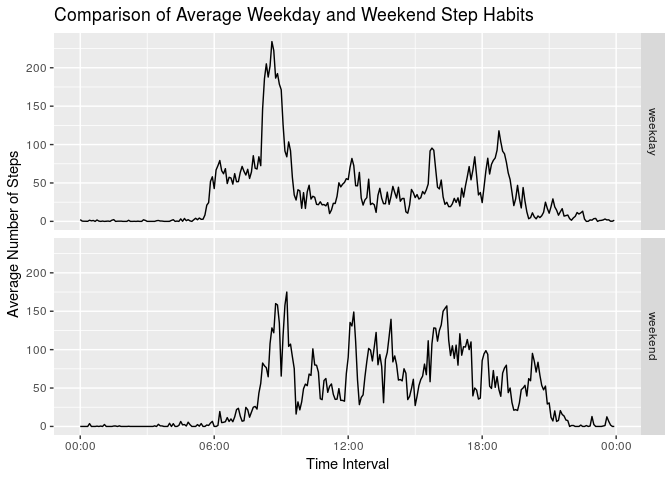 Comparison of Average Weekday and Weekend Step Habits
Average Number of Steps
200
150
100
50
0
weekday
200
150
100
50
0
weekend
00:00 06:00 12:00 18:00 00:00
Time Interval